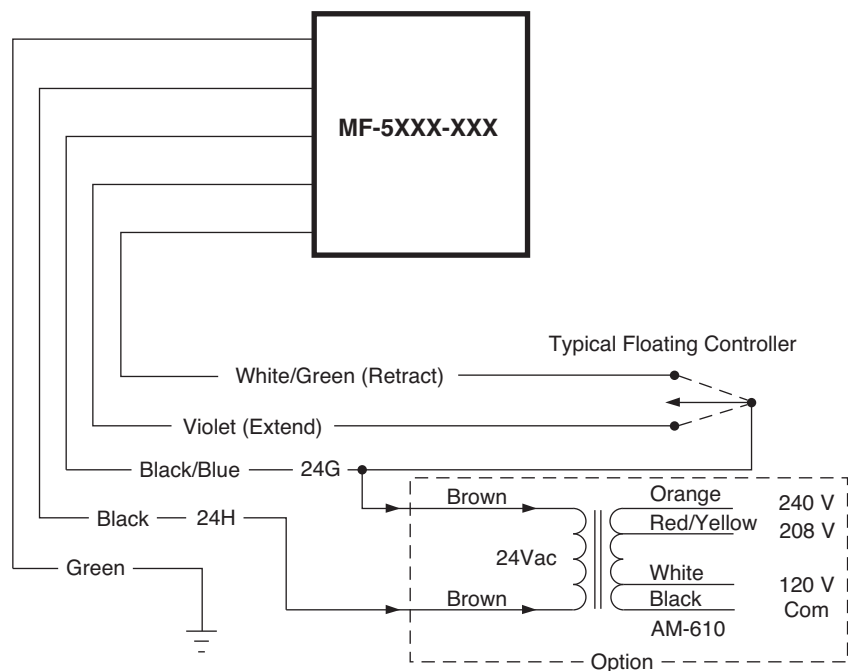 MF-5XXX-XXX
Typical Floating Controller
White/Green (Retract)
Violet (Extend)
Black/Blue 24G
Brown Orange 240 V
Red/Yellow 208 V
Black 24H
24Vac
Green
White 120 V
Brown Black Com
AM-610
Option